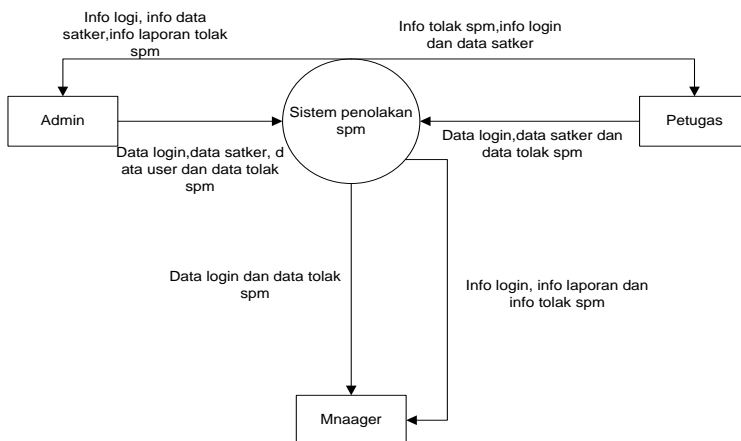 Info logi, info data
satker,info laporan tolak
spm
Info tolak spm,info login
dan data satker
Admin
Sistem penolakan
spm
Petugas
Data login,data satker, d
ata user dan data tolak
spm
Data login,data satker dan
data tolak spm
Data login dan data tolak
spm
Info login, info laporan dan
info tolak spm
Mnaager